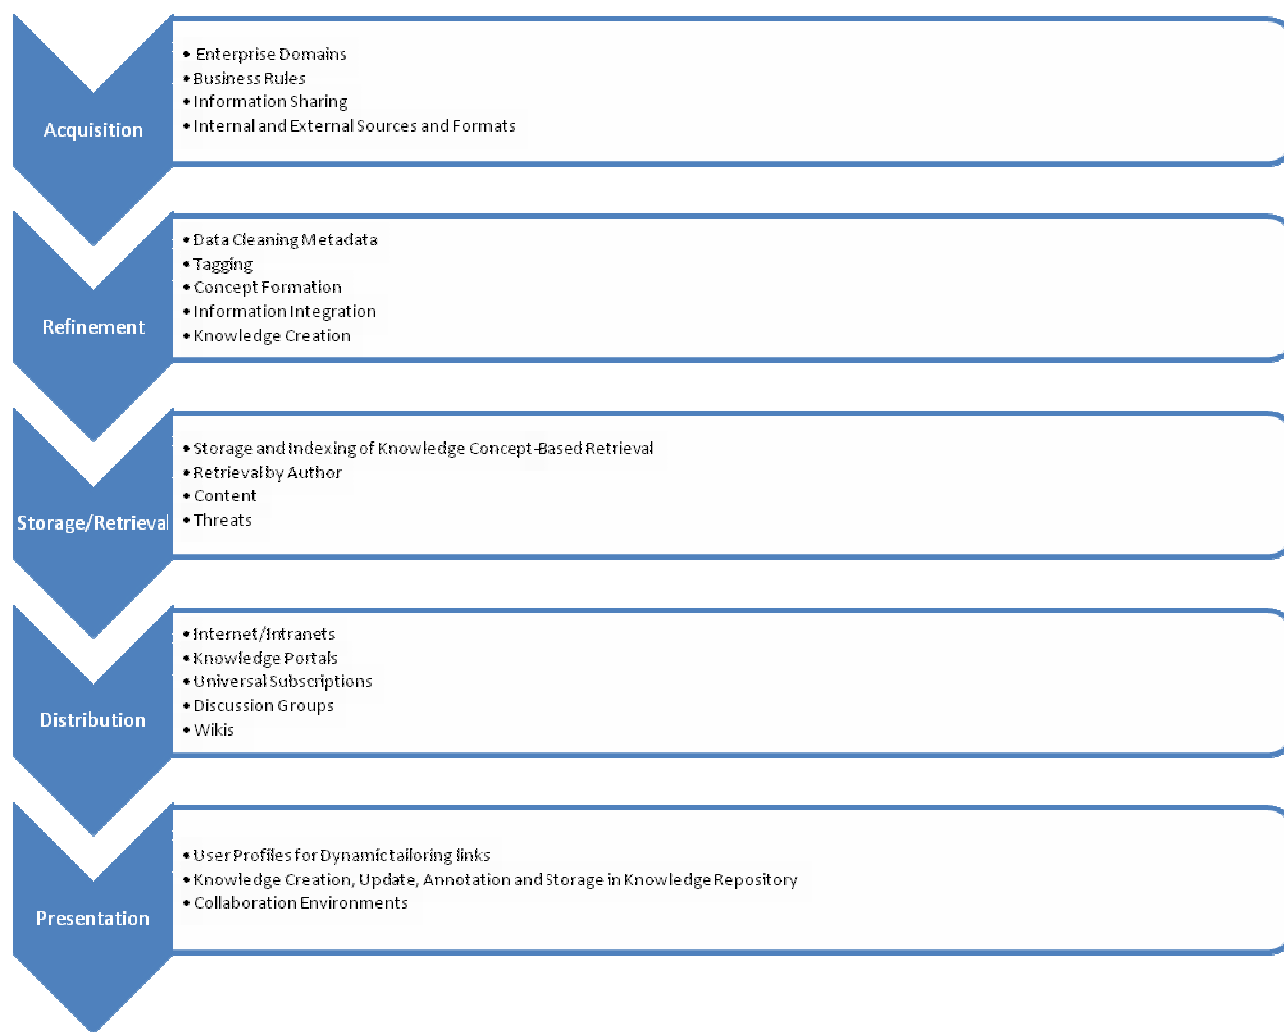 Acquisition
• Enterprise Domains
• Business Rules
• Information Sharing
• Internal and External Sources and Formats
Refinement
• Data Cleaning Metadata
• Tagging
• Concept Formation
• Information Integration
• Knowledge Creation
Storage/Retrieval
• Storage and Indexing of Knowledge Concept-Based Retrieval
• Retrieval by Author
• Content
• Threats
Distribution
• Internet/Intranets
• Knowledge Portals
• Universal Subscriptions
• Discussion Groups
• Wikis
Presentation
• User Profiles for Dynamic tailoring links
• Knowledge Creation, Update, Annotation and Storage in Knowledge Repository
• Collaboration Environments